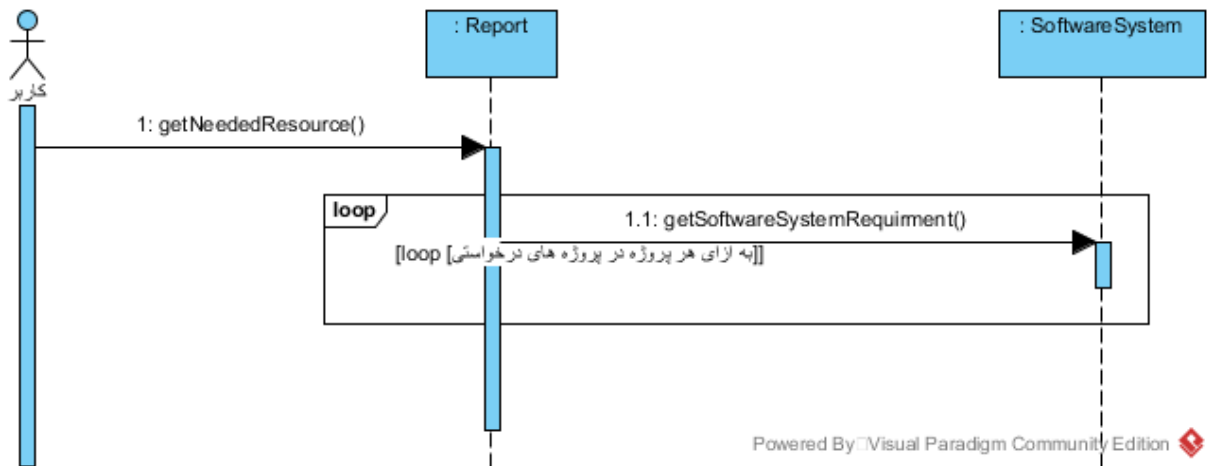 : Report
: SoftwareSystem
کاربر
1: getNeededResource()
loop
1.1: getSoftwareSystemRequirment()
[loop [به ازای هر پروژه در پروژه های درخواستی]]
Powered By Visual Paradigm Community Edition